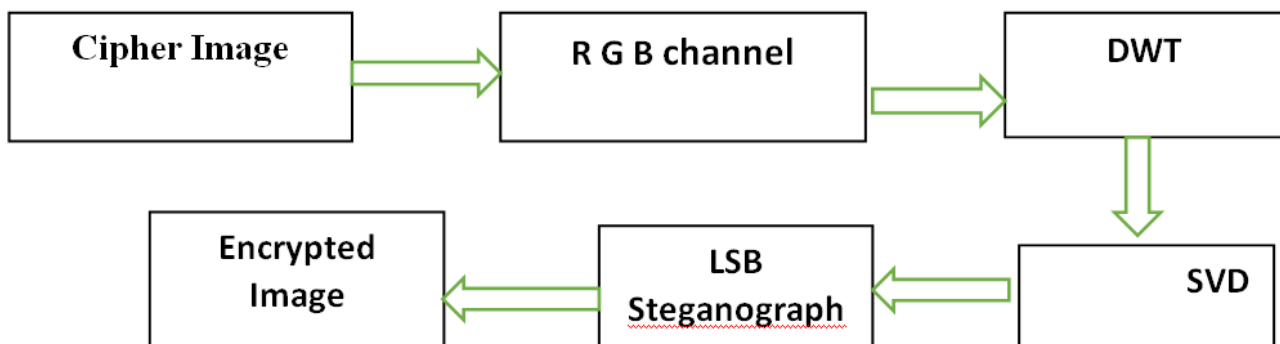 Cipher Image
R G B channel
DWT
Encrypted
Image
LSB
Steganograph
SVD